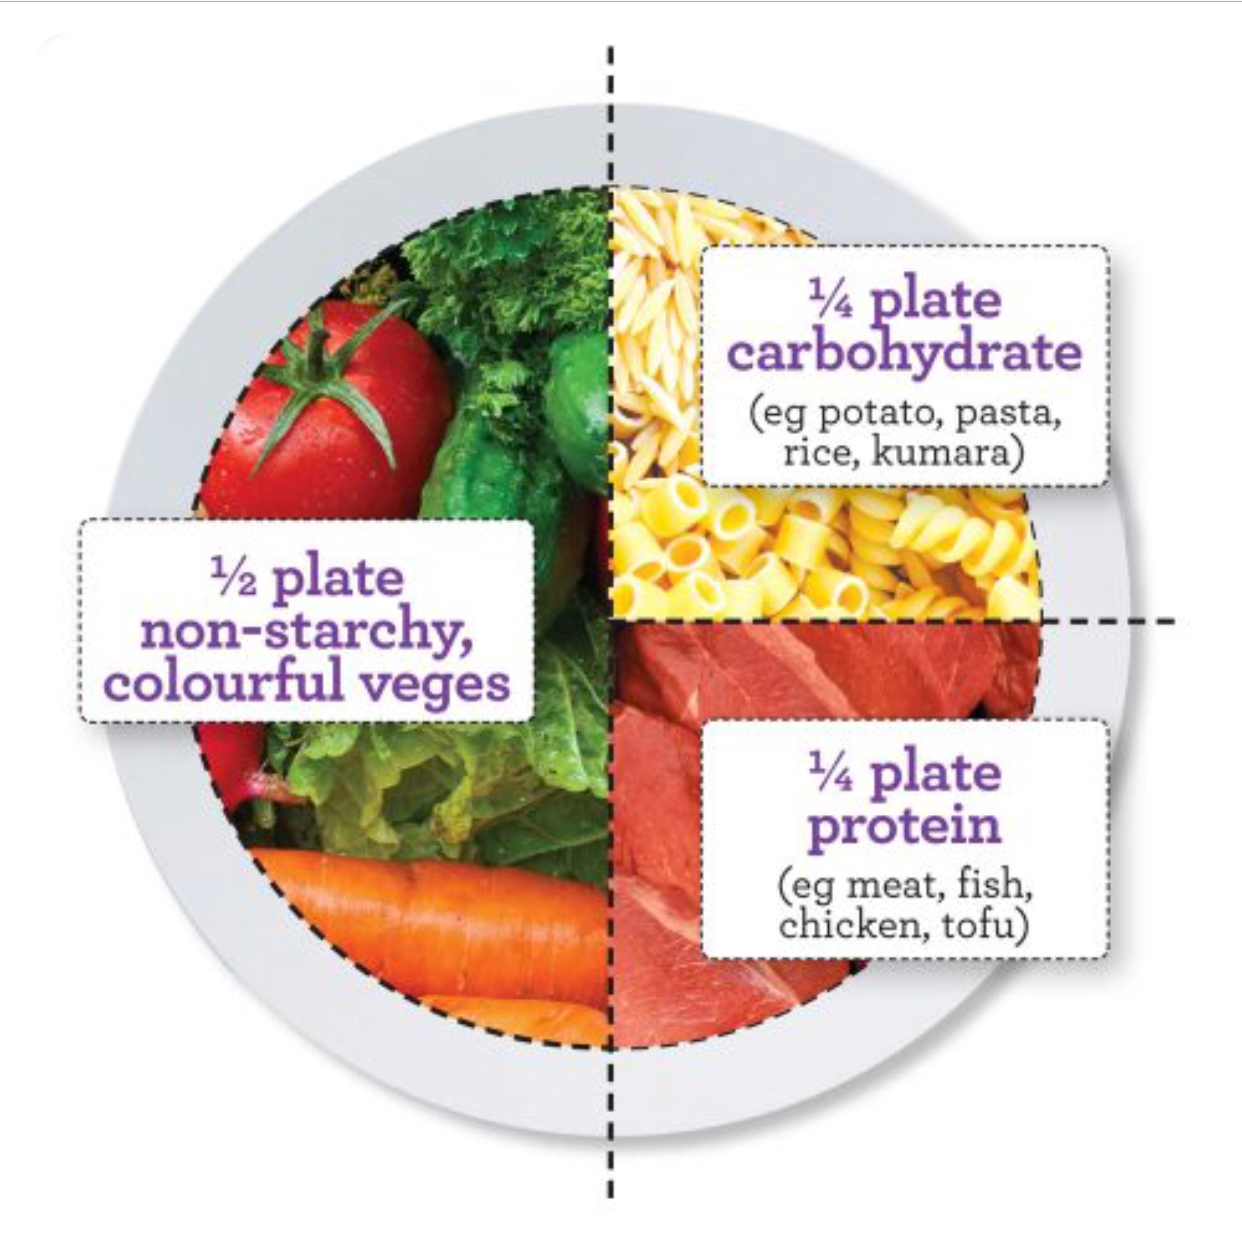 ½ plate
non-starchy,
colourful veges
¼ plate
carbohydrate
(eg potato, pasta,
rice, kumara)
¼ plate
protein
(eg meat, fish,
chicken, tofu)